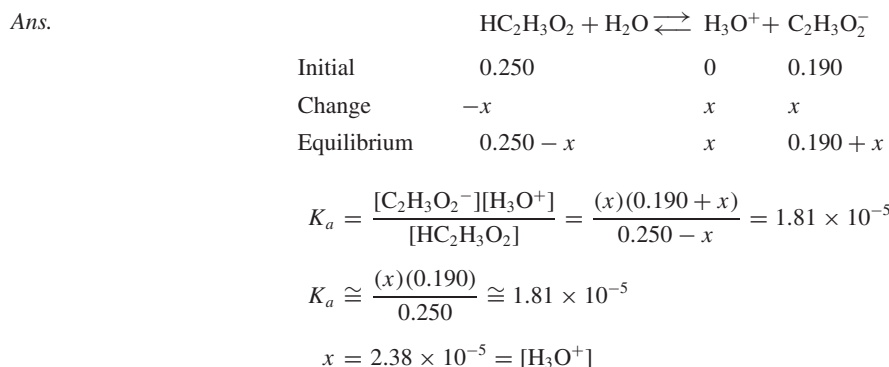 Ans. HC₂H₃O₂ + H₂O ⇌ H₃O⁺ + C₂H₃O₂⁻
Initial 0.250 0 0.190
Change −x x x
Equilibrium 0.250 − x x 0.190 + x
Kₐ = [C₂H₃O₂⁻][H₃O⁺] / [HC₂H₃O₂] = (x)(0.190 + x) / 0.250 − x = 1.81 × 10⁻⁵
Kₐ ≅ (x)(0.190) / 0.250 ≅ 1.81 × 10⁻⁵
x = 2.38 × 10⁻⁵ = [H₃O⁺]